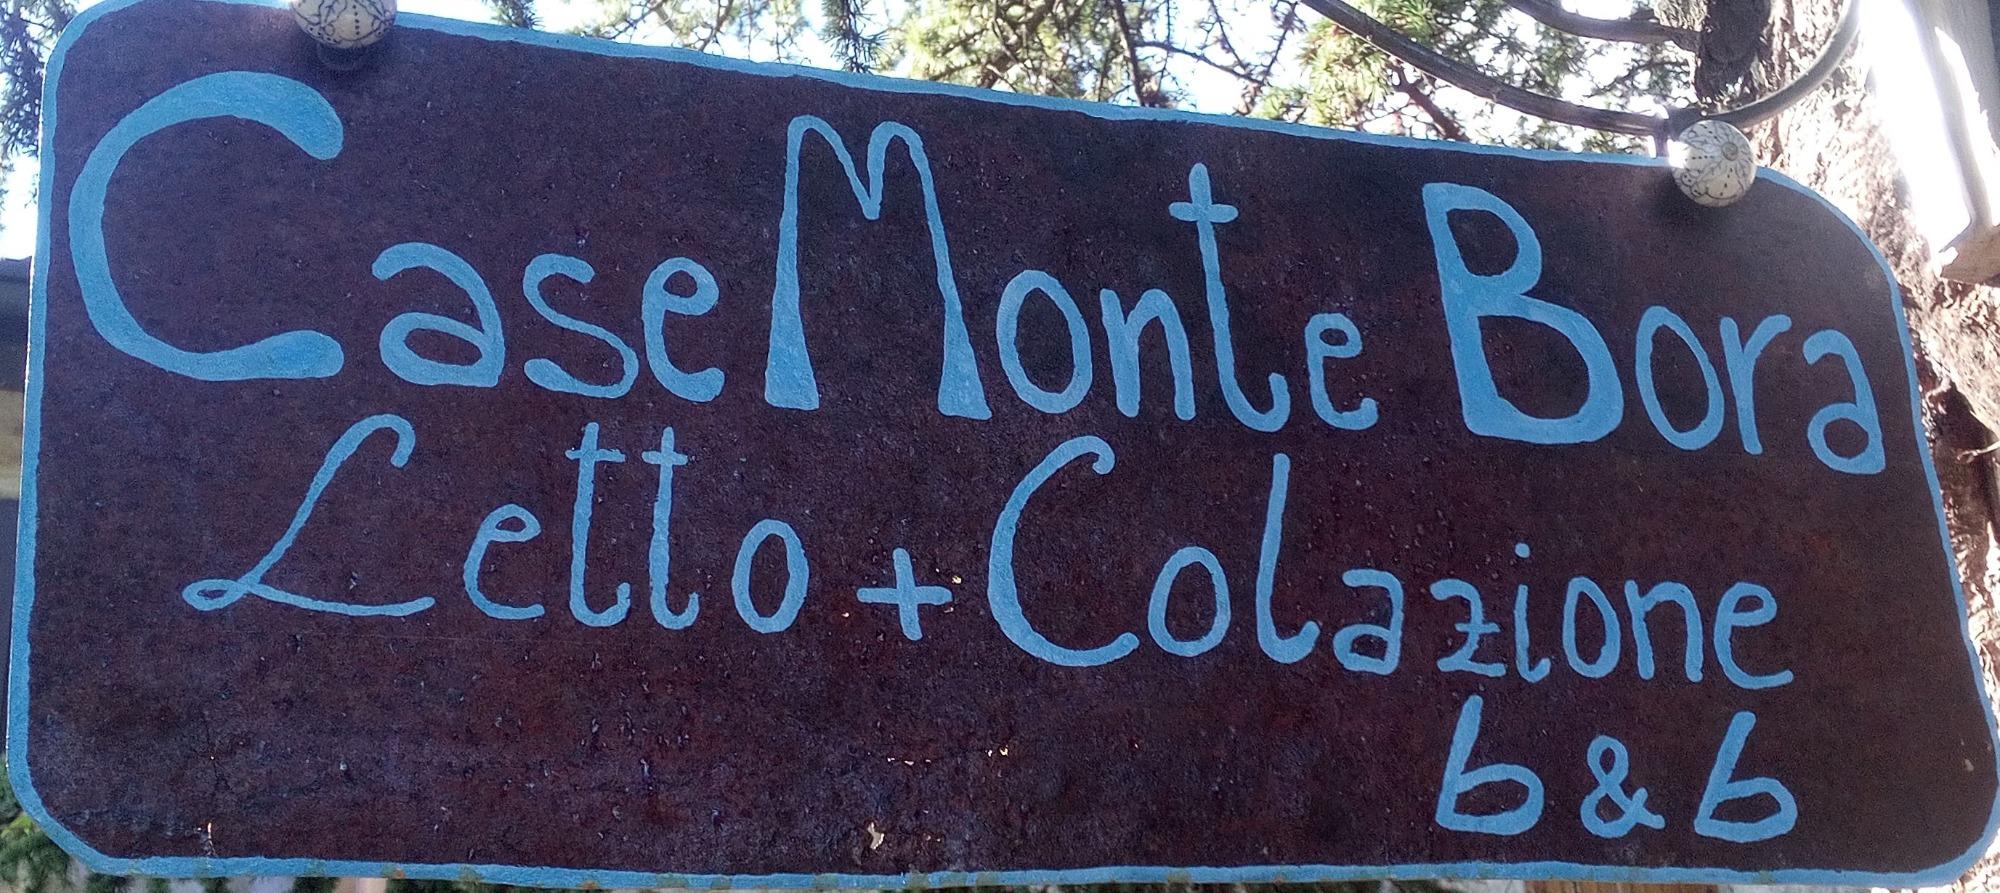 Case Monte Bora
Letto + Colazione
b & b